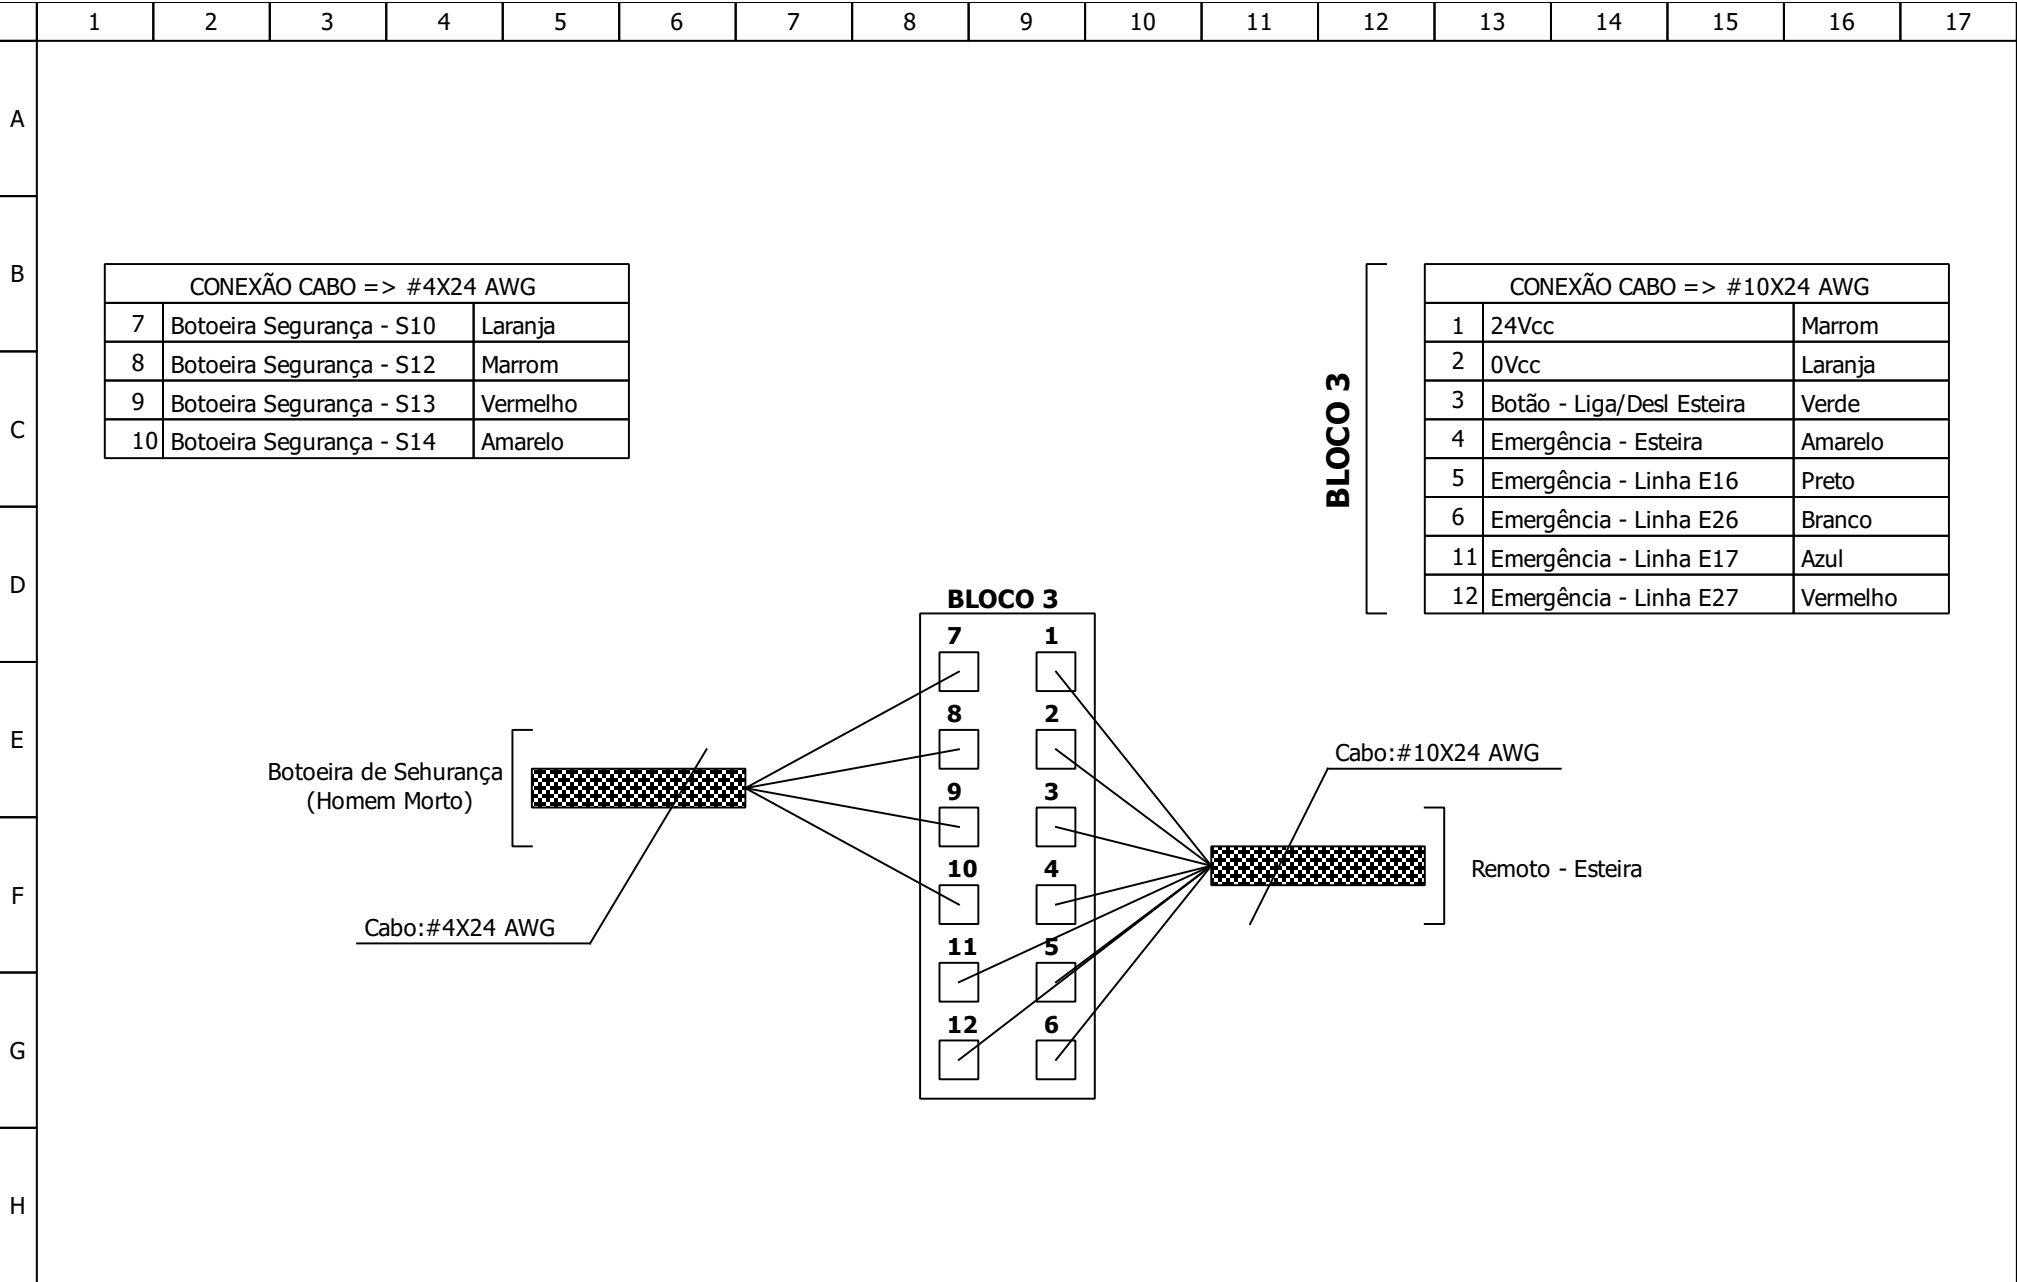 1 2 3 4 5 6 7 8 9 10 11 12 13 14 15 16 17
A
B
C
D
E
F
G
H
CONEXÃO CABO => #4X24 AWG
7 Botoeira Segurança - S10 Laranja
8 Botoeira Segurança - S12 Marrom
9 Botoeira Segurança - S13 Vermelho
10 Botoeira Segurança - S14 Amarelo
BLOCO 3
CONEXÃO CABO => #10X24 AWG
1 24Vcc Marrom
2 0Vcc Laranja
3 Botão - Liga/Desl Esteira Verde
4 Emergência - Esteira Amarelo
5 Emergência - Linha E16 Preto
6 Emergência - Linha E26 Branco
11 Emergência - Linha E17 Azul
12 Emergência - Linha E27 Vermelho
BLOCO 3
7 1
8 2
9 3
10 4
11 5
12 6
Botoeira de Sehurança
(Homem Morto)
Cabo:#4X24 AWG
Cabo:#10X24 AWG
Remoto - Esteira